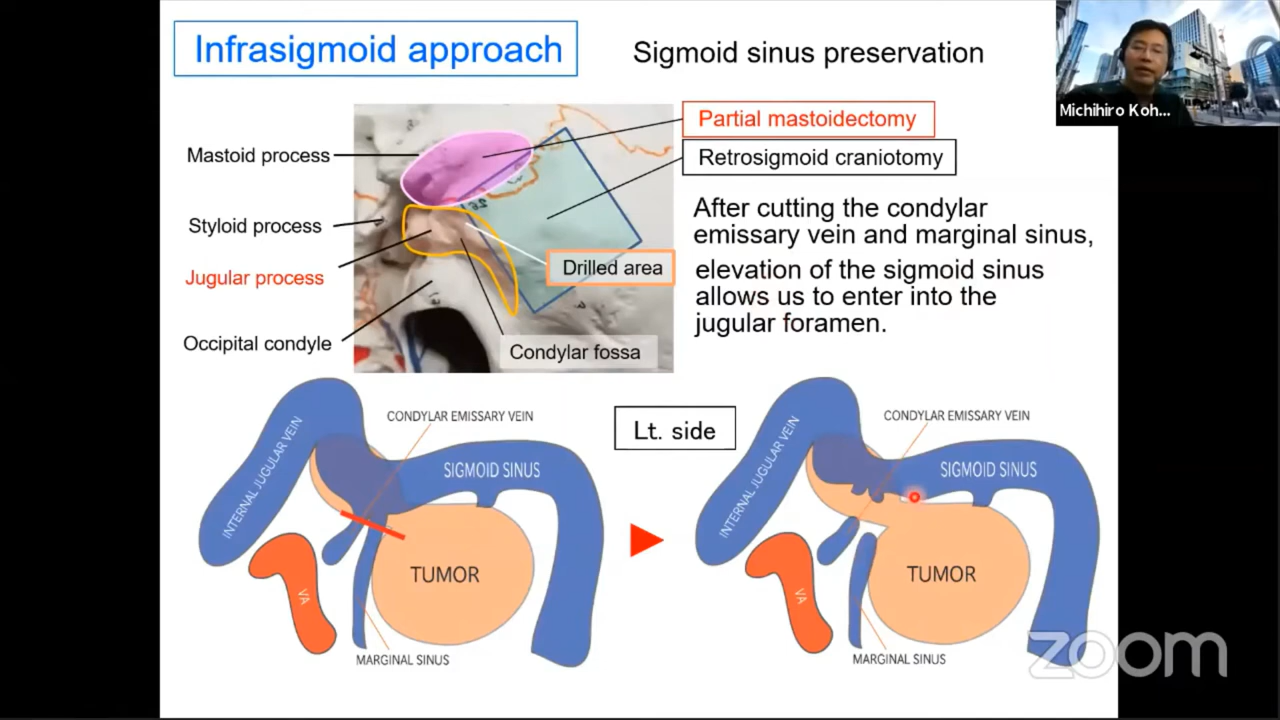 Infrasigmoid approach
Sigmoid sinus preservation
Michihiro Koh...
Mastoid process
Styloid process
Jugular process
Occipital condyle
Partial mastoidectomy
Retrosigmoid craniotomy
Drilled area
Condylar fossa
After cutting the condylar
emissary vein and marginal sinus,
elevation of the sigmoid sinus
allows us to enter into the
jugular foramen.
Lt. side
CONDYLAR EMISSARY VEIN
INTERNAL JUGULAR VEIN
SIGMOID SINUS
TUMOR
VA
MARGINAL SINUS
CONDYLAR EMISSARY VEIN
INTERNAL JUGULAR VEIN
SIGMOID SINUS
TUMOR
VA
MARGINAL SINUS
zoom